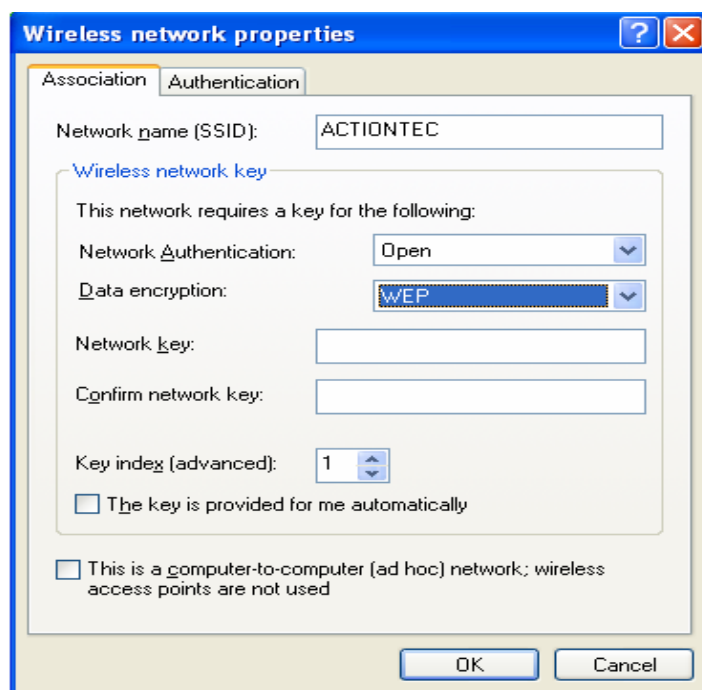 Wireless network properties
Association
Authentication
Network name (SSID):
ACTIONTEC
Wireless network key
This network requires a key for the following:
Network Authentication:
Open
Data encryption:
WEP
Network key:
Confirm network key:
Key index (advanced):
1
The key is provided for me automatically
This is a computer-to-computer (ad hoc) network; wireless
access points are not used
OK
Cancel